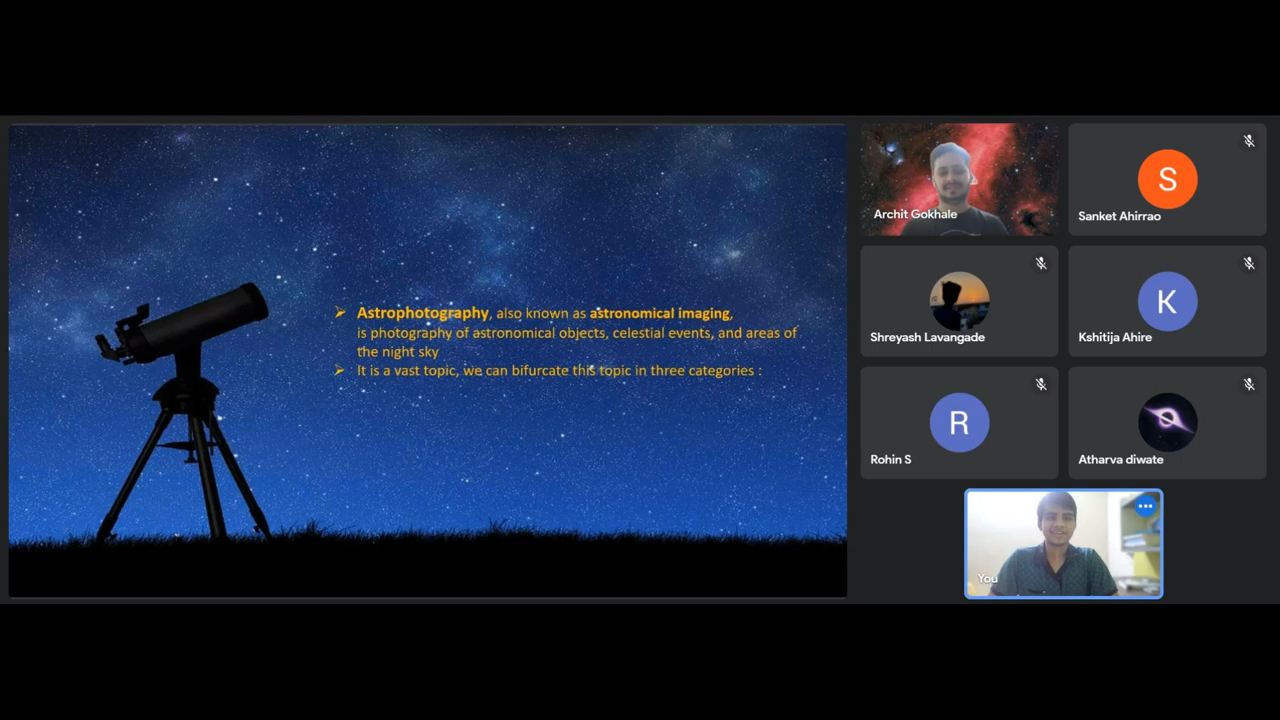 Astrophotography, also known as astronomical imaging,
is photography of astronomical objects, celestial events, and areas of
the night sky
It is a vast topic, we can bifurcate this topic in three categories :
Archit Gokhale
S
Sanket Ahirrao
Shreyash Lavangade
K
Kshitija Ahire
R
Rohin S
Atharva diwate
You